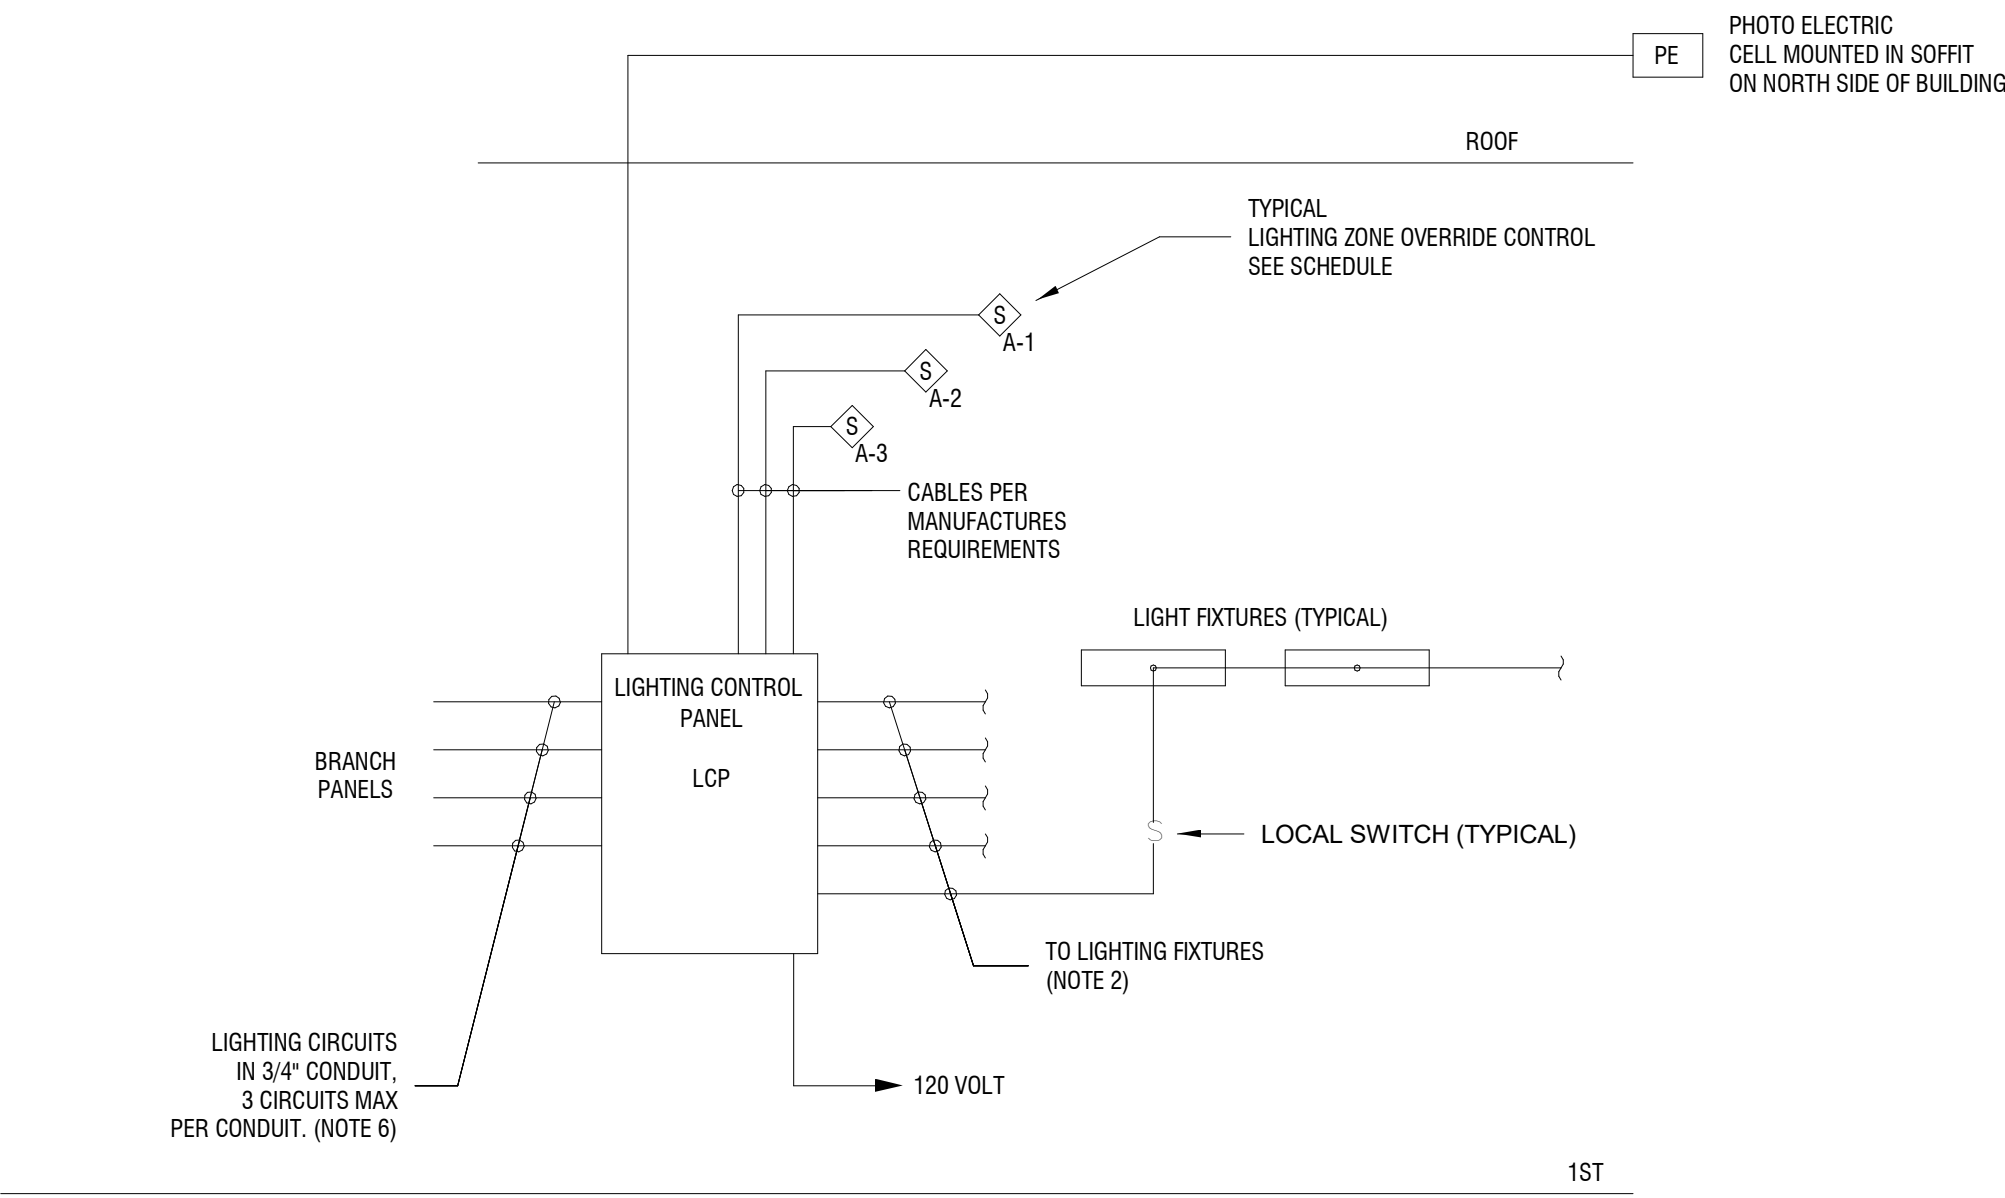 PHOTO ELECTRIC
CELL MOUNTED IN SOFFIT
ON NORTH SIDE OF BUILDING
PE
ROOF
TYPICAL
LIGHTING ZONE OVERRIDE CONTROL
SEE SCHEDULE
S
A-1
S
A-2
S
A-3
CABLES PER
MANUFACTURES
REQUIREMENTS
LIGHT FIXTURES (TYPICAL)
LIGHTING CONTROL
PANEL
LCP
BRANCH
PANELS
S
LOCAL SWITCH (TYPICAL)
TO LIGHTING FIXTURES
(NOTE 2)
LIGHTING CIRCUITS
IN 3/4" CONDUIT,
3 CIRCUITS MAX
PER CONDUIT. (NOTE 6)
120 VOLT
1ST